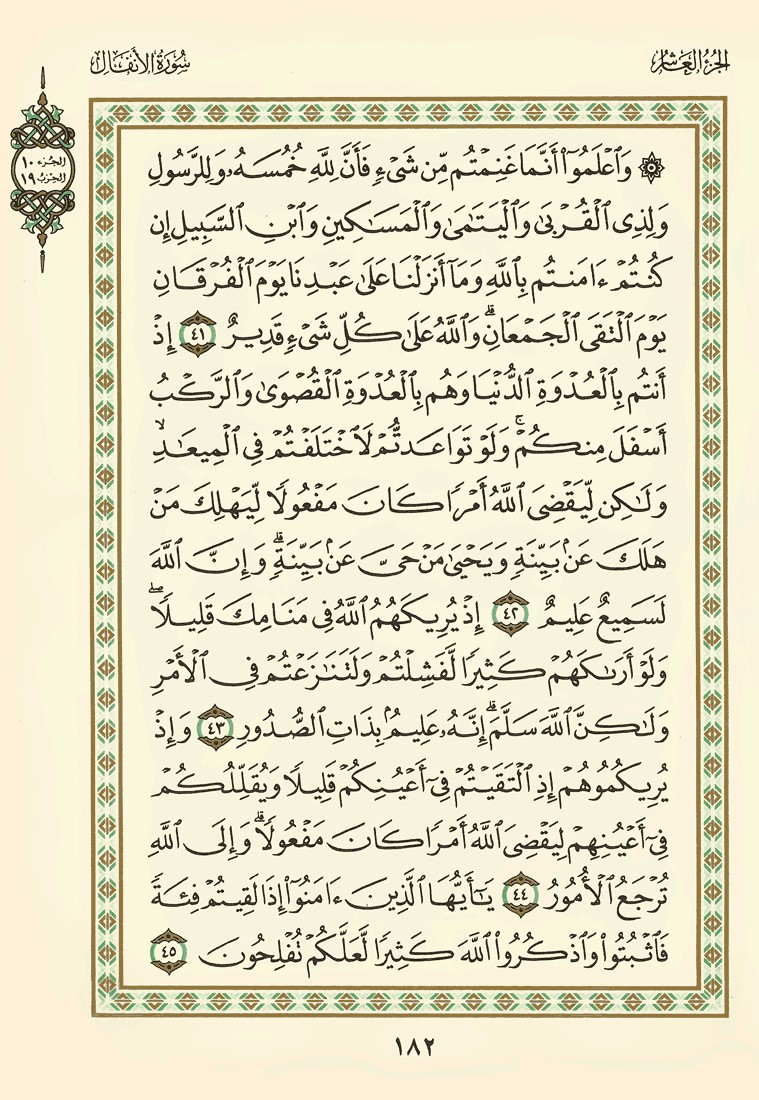 الجزء العاشر
سورة الأنفال
الجزء ١٠
الحزب ١٩
۞ وَٱعۡلَمُوٓاْ أَنَّمَا غَنِمۡتُم مِّن شَيۡءٖ فَأَنَّ لِلَّهِ خُمُسَهُۥ وَلِلرَّسُولِ
وَلِذِي ٱلۡقُرۡبَىٰ وَٱلۡيَتَٰمَىٰ وَٱلۡمَسَٰكِينِ وَٱبۡنِ ٱلسَّبِيلِ إِن
كُنتُمۡ ءَامَنتُم بِٱللَّهِ وَمَآ أَنزَلۡنَا عَلَىٰ عَبۡدِنَا يَوۡمَ ٱلۡفُرۡقَانِ
يَوۡمَ ٱلۡتَقَى ٱلۡجَمۡعَانِۗ وَٱللَّهُ عَلَىٰ كُلِّ شَيۡءٖ قَدِيرٌ ٤١ إِذۡ
أَنتُم بِٱلۡعُدۡوَةِ ٱلدُّنۡيَا وَهُم بِٱلۡعُدۡوَةِ ٱلۡقُصۡوَىٰ وَٱلرَّكۡبُ
أَسۡفَلَ مِنكُمۡۚ وَلَوۡ تَوَاعَدتُّمۡ لَٱخۡتَلَفۡتُمۡ فِي ٱلۡمِيعَٰدِ
وَلَٰكِن لِّيَقۡضِيَ ٱللَّهُ أَمۡرٗا كَانَ مَفۡعُولٗا لِّيَهۡلِكَ مَنۡ
هَلَكَ عَنۢ بَيِّنَةٖ وَيَحۡيَىٰ مَنۡ حَيَّ عَنۢ بَيِّنَةٖۗ وَإِنَّ ٱللَّهَ
لَسَمِيعٌ عَلِيمٌ ٤٢ إِذۡ يُرِيكَهُمُ ٱللَّهُ فِي مَنَامِكَ قَلِيلٗاۖ
وَلَوۡ أَرَىٰكَهُمۡ كَثِيرٗا لَّفَشِلۡتُمۡ وَلَتَنَٰزَعۡتُمۡ فِي ٱلۡأَمۡرِ
وَلَٰكِنَّ ٱللَّهَ سَلَّمَۗ إِنَّهُۥ عَلِيمُۢ بِذَاتِ ٱلصُّدُورِ ٤٣ وَإِذۡ
يُرِيكُمُوهُمۡ إِذِ ٱلۡتَقَيۡتُمۡ فِيٓ أَعۡيُنِكُمۡ قَلِيلٗا وَيُقَلِّلُكُمۡ
فِيٓ أَعۡيُنِهِمۡ لِيَقۡضِيَ ٱللَّهُ أَمۡرٗا كَانَ مَفۡعُولٗاۗ وَإِلَى ٱللَّهِ
تُرۡجَعُ ٱلۡأُمُورُ ٤٤ يَٰٓأَيُّهَا ٱلَّذِينَ ءَامَنُوٓاْ إِذَا لَقِيتُمۡ فِئَةٗ
فَٱثۡبُتُواْ وَٱذۡكُرُواْ ٱللَّهَ كَثِيرٗا لَّعَلَّكُمۡ تُفۡلِحُونَ ٤٥
١٨٢